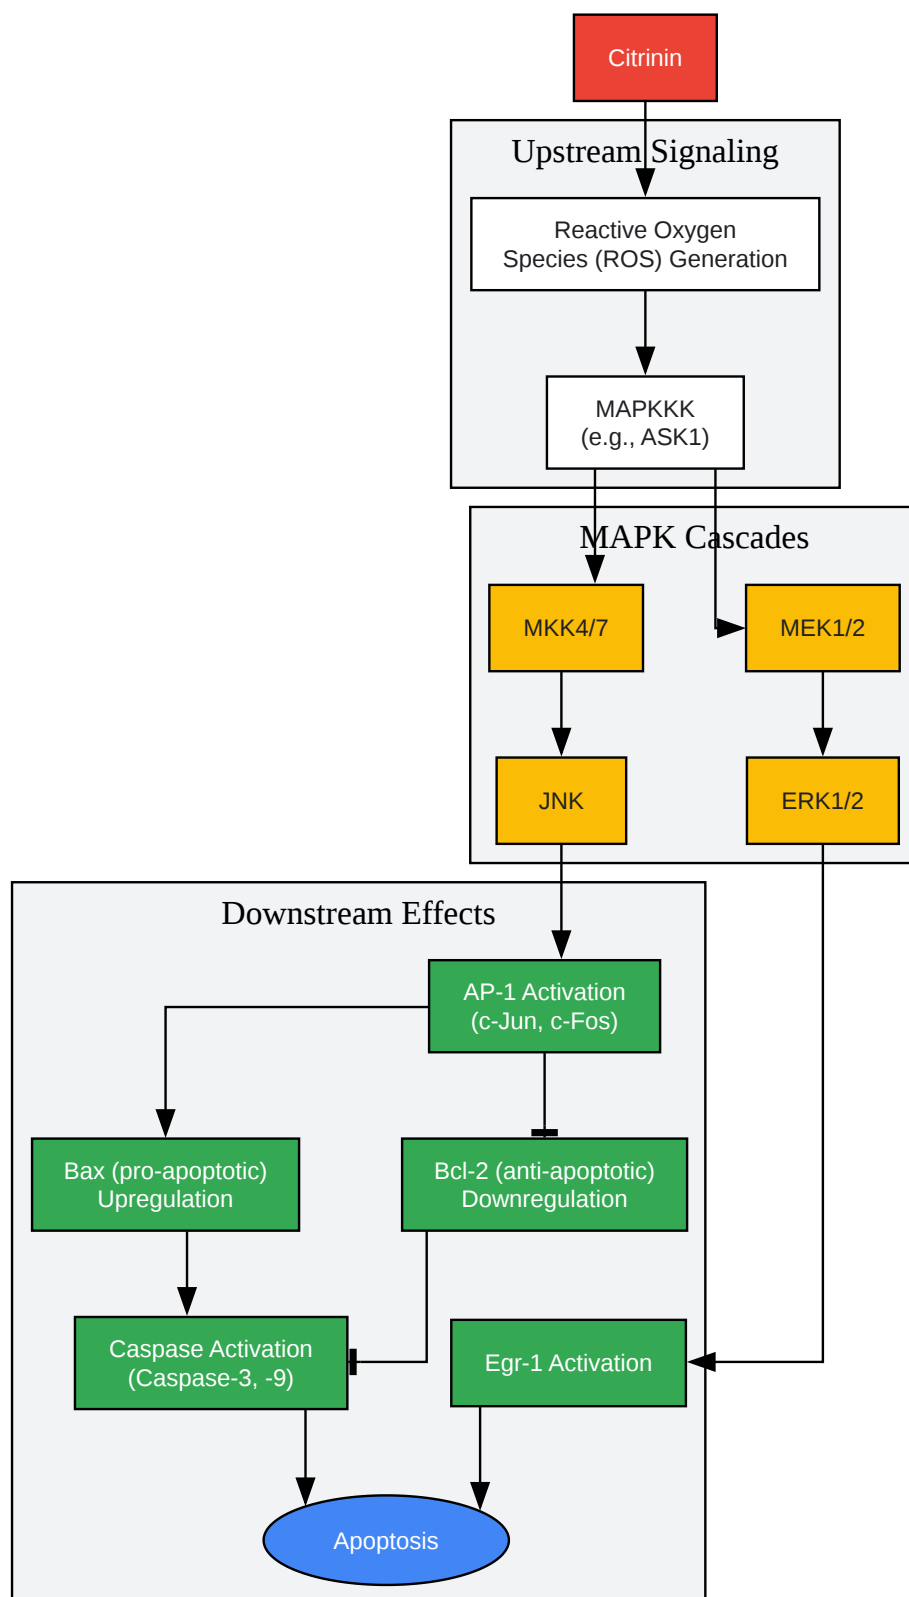 Citrinin
Upstream Signaling
Reactive Oxygen
Species (ROS) Generation
MAPKKK
(e.g., ASK1)
MAPK Cascades
MKK4/7
MEK1/2
JNK
ERK1/2
Downstream Effects
AP-1 Activation
(c-Jun, c-Fos)
Bax (pro-apoptotic)
Upregulation
Bcl-2 (anti-apoptotic)
Downregulation
Caspase Activation
(Caspase-3, -9)
Egr-1 Activation
Apoptosis